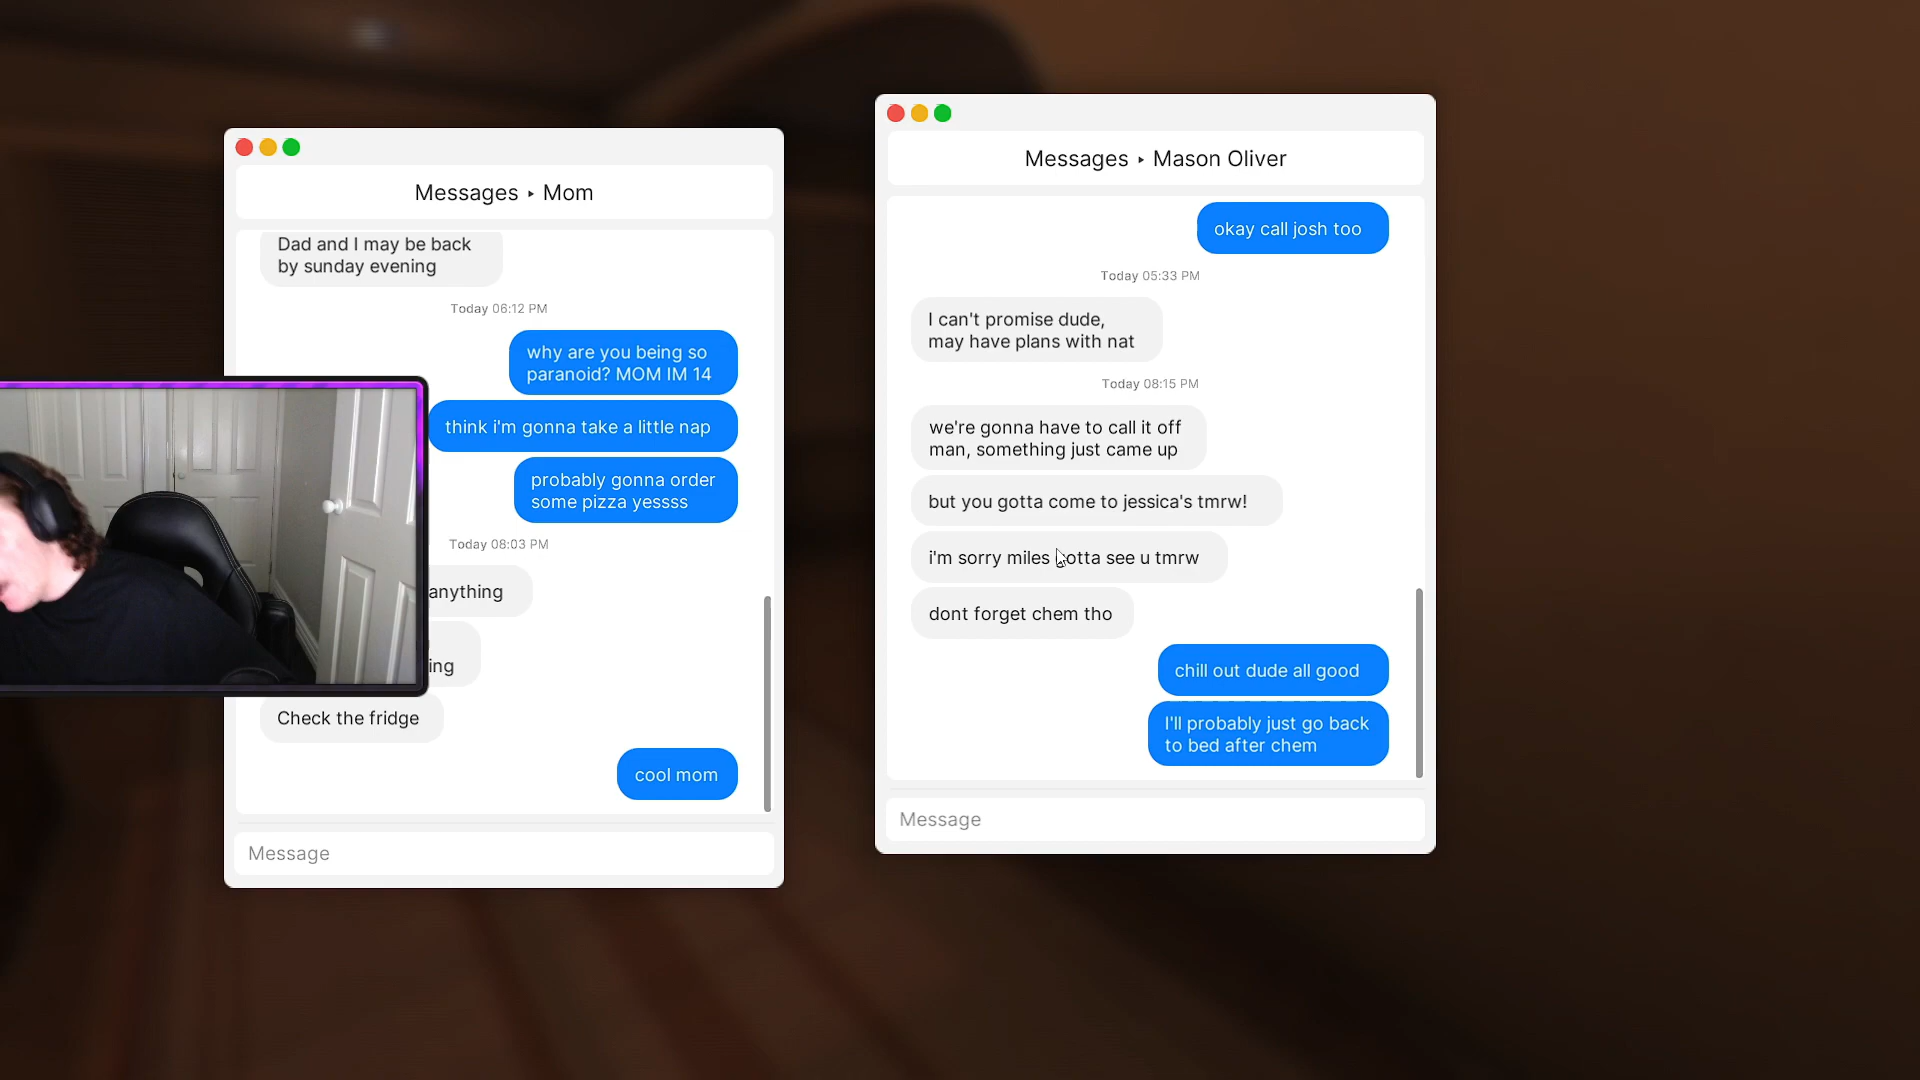 Messages ▸ Mom
Dad and I may be back
by sunday evening
Today 06:12 PM
why are you being so
paranoid? MOM IM 14
think i'm gonna take a little nap
probably gonna order
some pizza yessss
Today 08:03 PM
anything
Check the fridge
cool mom
Message
Messages ▸ Mason Oliver
okay call josh too
Today 05:33 PM
I can't promise dude,
may have plans with nat
Today 08:15 PM
we're gonna have to call it off
man, something just came up
but you gotta come to jessica's tmrw!
i'm sorry miles gotta see u tmrw
dont forget chem tho
chill out dude all good
I'll probably just go back
to bed after chem
Message